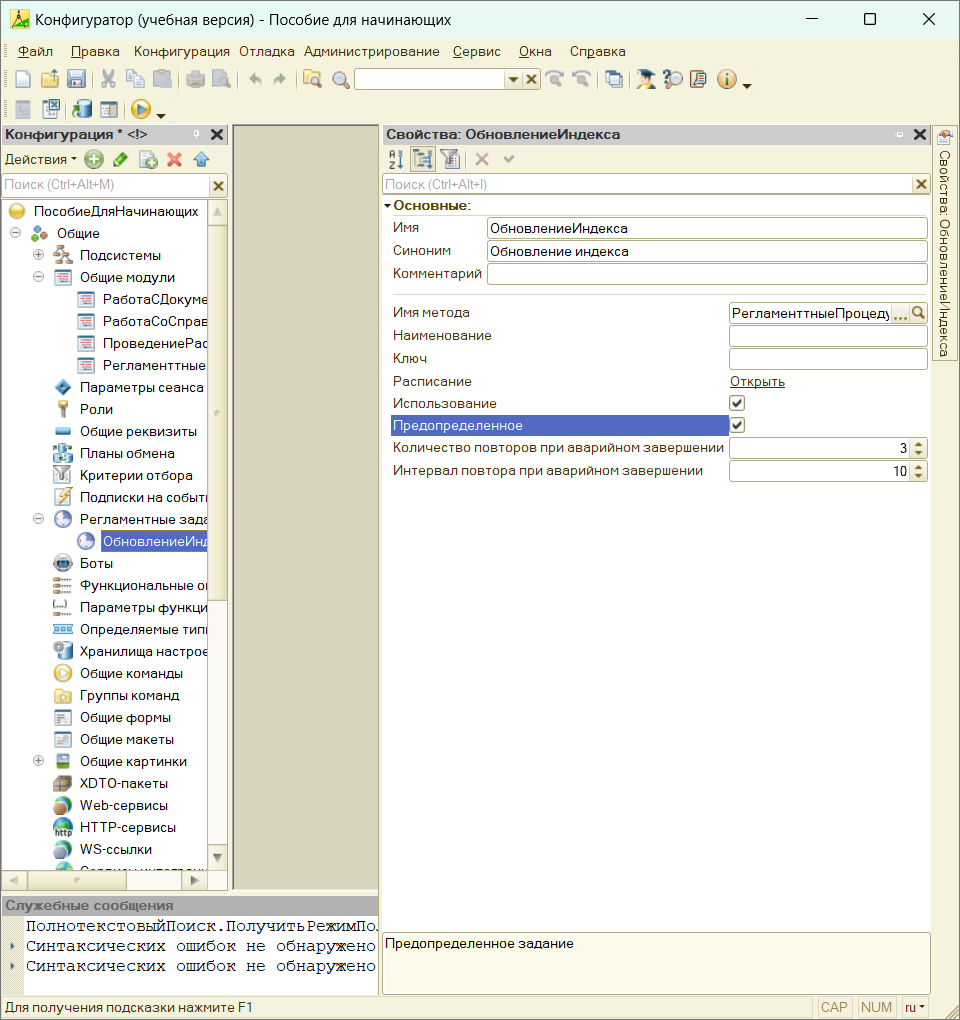 Конфигуратор (учебная версия) - Пособие для начинающих
Файл Правка Конфигурация Отладка Администрирование Сервис Окна Справка
Конфигурация * <!>
Действия
Поиск (Ctrl+Alt+M)
ПособиеДляНачинающих
Общие
Подсистемы
Общие модули
РаботаСДокуме
РаботаСоСправ
ПроведениеРас
Регламенттные
Параметры сеанса
Роли
Общие реквизиты
Планы обмена
Критерии отбора
Подписки на событ
Регламентные зада
ОбновлениеИнд
Боты
Функциональные о
Параметры функци
Определяемые тип
Хранилища настрое
Общие команды
Группы команд
Общие формы
Общие макеты
Общие картинки
XDTO-пакеты
Web-сервисы
HTTP-сервисы
WS-ссылки
Свойства: ОбновлениеИндекса
Поиск (Ctrl+Alt+I)
Основные:
Имя ОбновлениеИндекса
Синоним Обновление индекса
Комментарий
Имя метода РегламенттныеПроцеду ...
Наименование
Ключ
Расписание Открыть
Использование
Предопределенное
Количество повторов при аварийном завершении 3
Интервал повтора при аварийном завершении 10
Предопределенное задание
Свойства: ОбновлениеИндекса
Служебные сообщения
ПолнотекстовыйПоиск.ПолучитьРежимПо
Синтаксических ошибок не обнаружено
Синтаксических ошибок не обнаружено
Для получения подсказки нажмите F1 CAP NUM ru